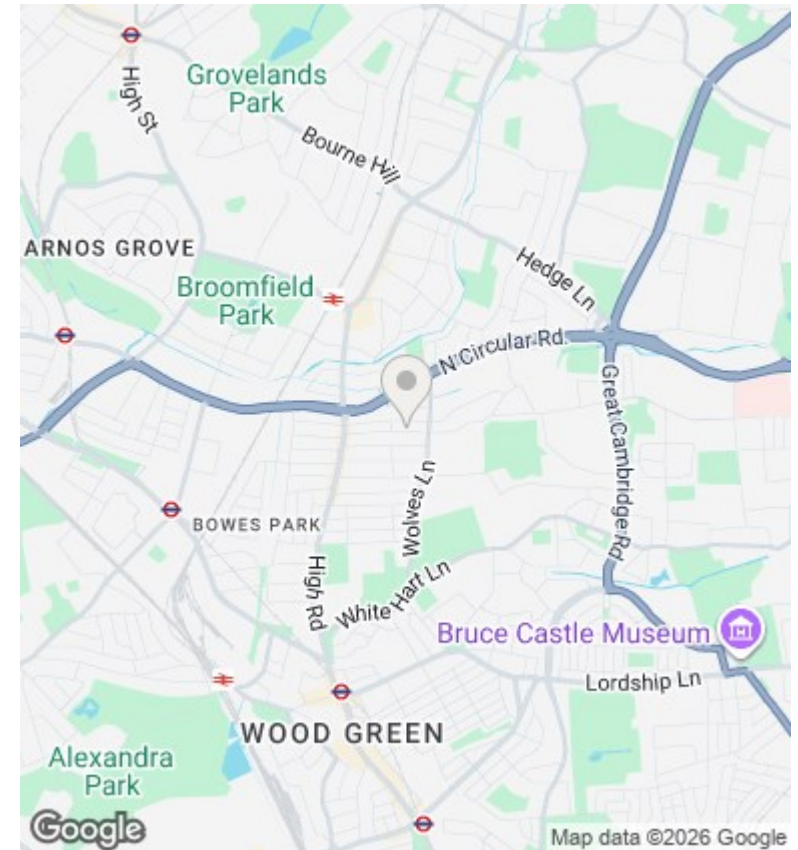 Grovelands
Park
High St
Bourne Hill
ARNOS GROVE
Hedge Ln
Broomfield
Park
N Circular Rd.
Great Cambridge Rd
Wolves Ln
BOWES PARK
High Rd
White Hart Ln
Bruce Castle Museum
Lordship Ln
WOOD GREEN
Alexandra
Park
Google
Map data ©2026 Google